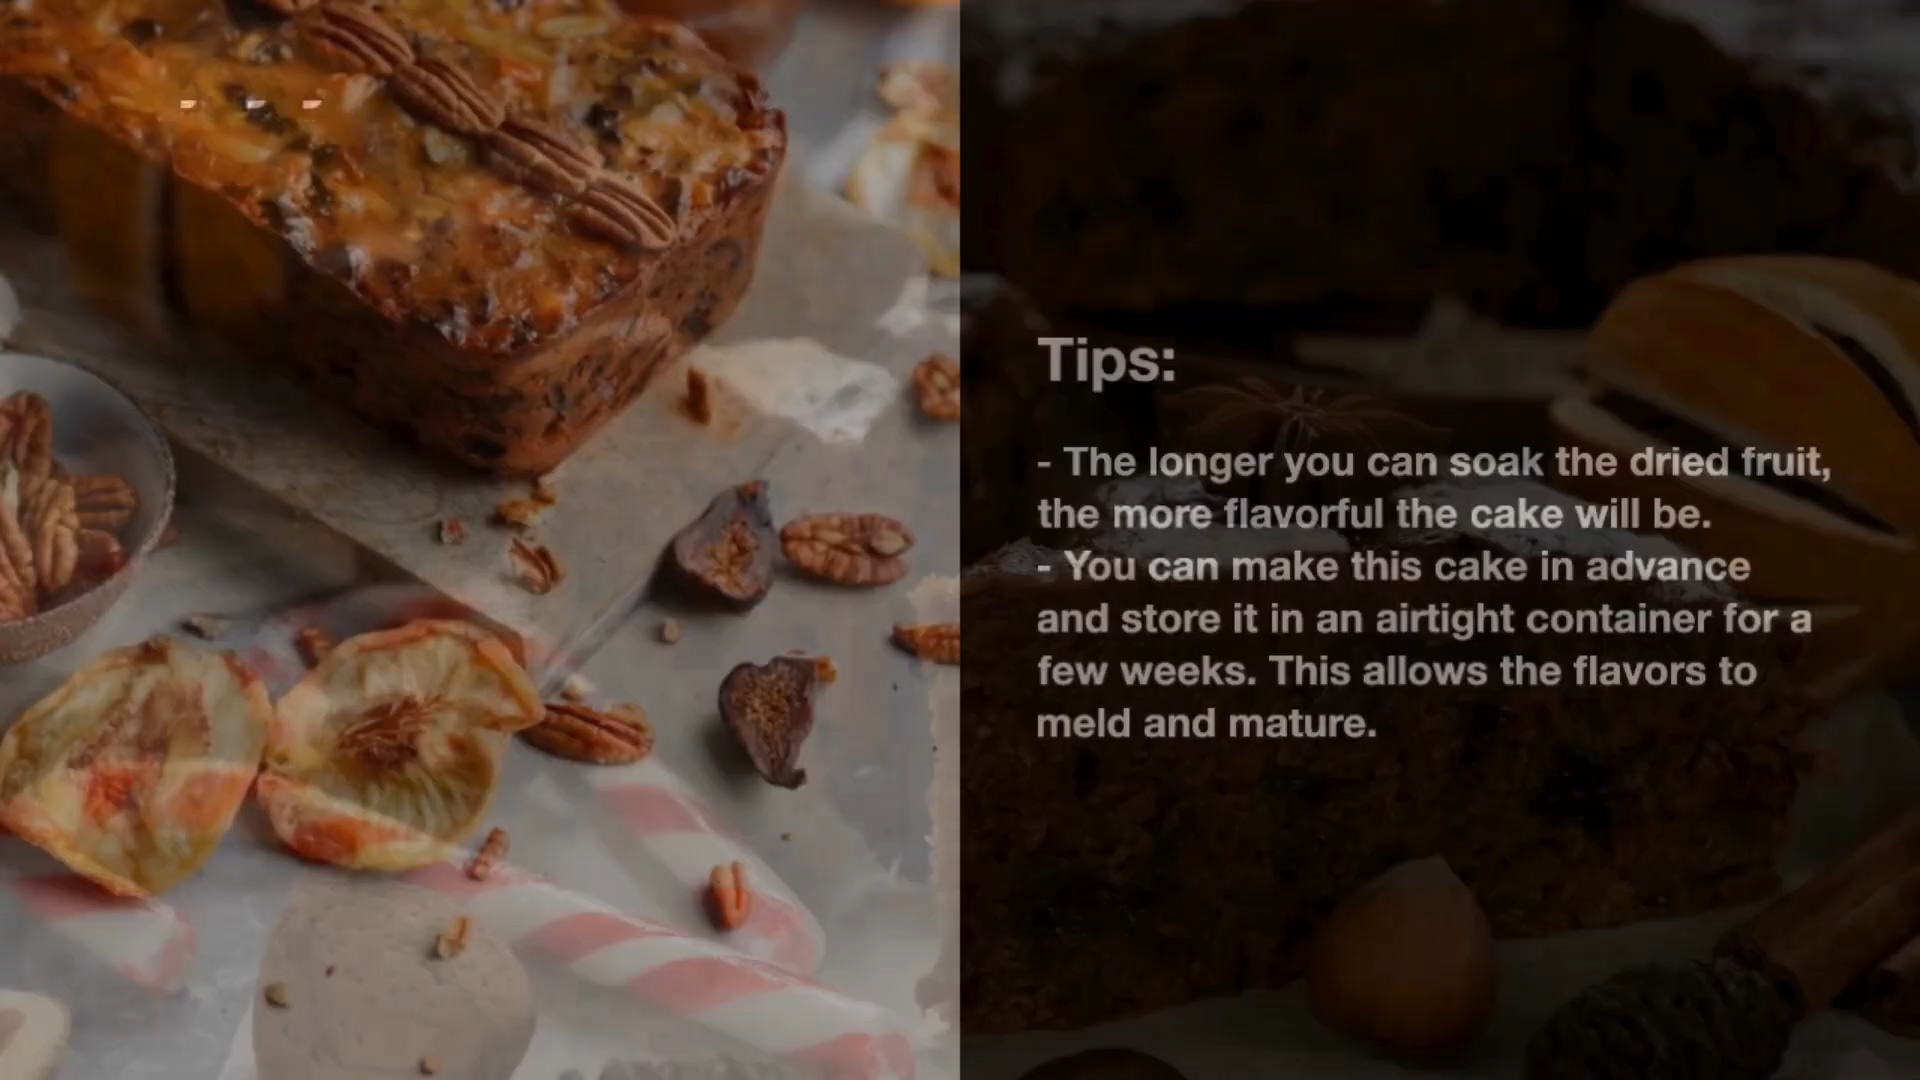 Tips:
- The longer you can soak the dried fruit,
the more flavorful the cake will be.
- You can make this cake in advance
and store it in an airtight container for a
few weeks. This allows the flavors to
meld and mature.